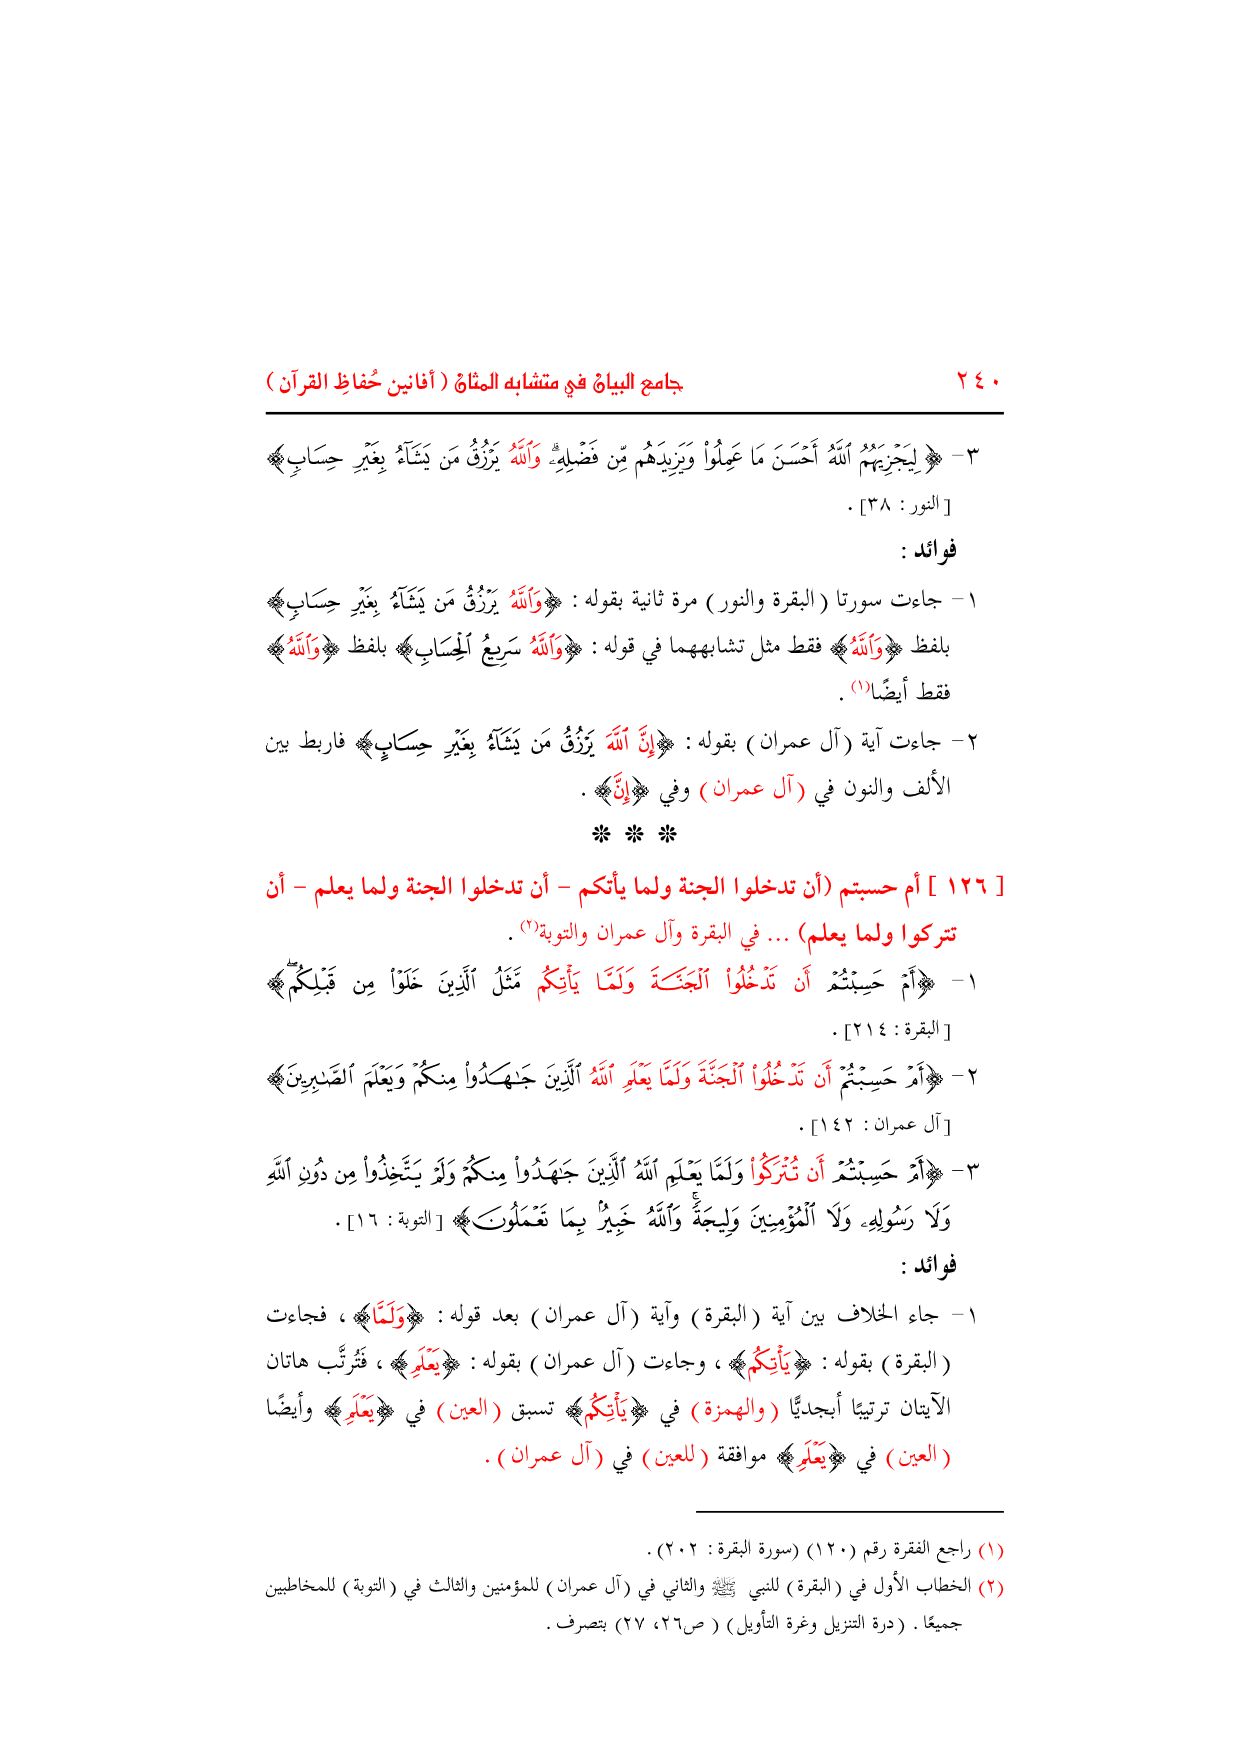 ٢٤٠ جامع البيان في متشابه المثان ( أفانين حُفاظِ القرآن )
٣- ﴿ لِيَجْزِيَهُمُ ٱللَّهُ أَحْسَنَ مَا عَمِلُوا۟ وَيَزِيدَهُم مِّن فَضْلِهِۦ ۗ وَٱللَّهُ يَرْزُقُ مَن يَشَآءُ بِغَيْرِ حِسَابٍ﴾
[ النور : ٣٨] .
فوائد :
١- جاءت سورتا ( البقرة والنور ) مرة ثانية بقوله : ﴿وَٱللَّهُ يَرْزُقُ مَن يَشَآءُ بِغَيْرِ حِسَابٍ﴾
بلفظ ﴿وَٱللَّهُ﴾ فقط مثل تشابههما في قوله : ﴿وَٱللَّهُ سَرِيعُ ٱلْحِسَابِ﴾ بلفظ ﴿وَٱللَّهُ﴾
فقط أيضًا(١) .
٢- جاءت آية ( آل عمران ) بقوله : ﴿إِنَّ ٱللَّهَ يَرْزُقُ مَن يَشَآءُ بِغَيْرِ حِسَابٍ﴾ فاربط بين
الألف والنون في ( آل عمران ) وفي ﴿إِنَّ﴾ .
❊ ❊ ❊
[ ١٢٦ ] أم حسبتم (أن تدخلوا الجنة ولما يأتكم - أن تدخلوا الجنة ولما يعلم - أن
تتركوا ولما يعلم) ... في البقرة وآل عمران والتوبة(٢) .
١- ﴿أَمْ حَسِبْتُمْ أَن تَدْخُلُوا۟ ٱلْجَنَّةَ وَلَمَّا يَأْتِكُم مَّثَلُ ٱلَّذِينَ خَلَوْا۟ مِن قَبْلِكُم ۖ﴾
[ البقرة : ٢١٤] .
٢- ﴿أَمْ حَسِبْتُمْ أَن تَدْخُلُوا۟ ٱلْجَنَّةَ وَلَمَّا يَعْلَمِ ٱللَّهُ ٱلَّذِينَ جَـٰهَدُوا۟ مِنكُمْ وَيَعْلَمَ ٱلصَّـٰبِرِينَ﴾
[ آل عمران : ١٤٢] .
٣- ﴿أَمْ حَسِبْتُمْ أَن تُتْرَكُوا۟ وَلَمَّا يَعْلَمِ ٱللَّهُ ٱلَّذِينَ جَـٰهَدُوا۟ مِنكُمْ وَلَمْ يَتَّخِذُوا۟ مِن دُونِ ٱللَّهِ
وَلَا رَسُولِهِۦ وَلَا ٱلْمُؤْمِنِينَ وَلِيجَةً ۚ وَٱللَّهُ خَبِيرٌۢ بِمَا تَعْمَلُونَ﴾ [ التوبة : ١٦] .
فوائد :
١- جاء الخلاف بين آية ( البقرة ) وآية ( آل عمران ) بعد قوله : ﴿وَلَمَّا﴾ ، فجاءت
( البقرة ) بقوله : ﴿يَأْتِكُم﴾ ، وجاءت ( آل عمران ) بقوله : ﴿يَعْلَمِ﴾ ، فَتُرتَّب هاتان
الآيتان ترتيبًا أبجديًّا ( والهمزة ) في ﴿يَأْتِكُم﴾ تسبق ( العين ) في ﴿يَعْلَمِ﴾ وأيضًا
( العين ) في ﴿يَعْلَمِ﴾ موافقة ( للعين ) في ( آل عمران ) .
(١) راجع الفقرة رقم (١٢٠) (سورة البقرة : ٢٠٢) .
(٢) الخطاب الأول في ( البقرة ) للنبي ﷺ والثاني في ( آل عمران ) للمؤمنين والثالث في ( التوبة ) للمخاطبين
جميعًا . ( درة التنزيل وغرة التأويل ) ( ص٢٦، ٢٧) بتصرف .